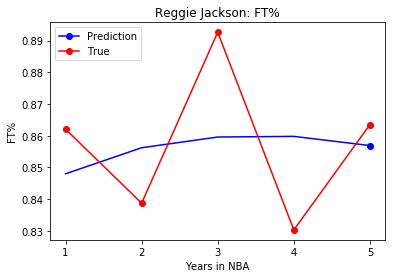 Reggie Jackson: FT%
Prediction
True
0.89
0.88
0.87
0.86
0.85
0.84
0.83
FT%
1 2 3 4 5
Years in NBA